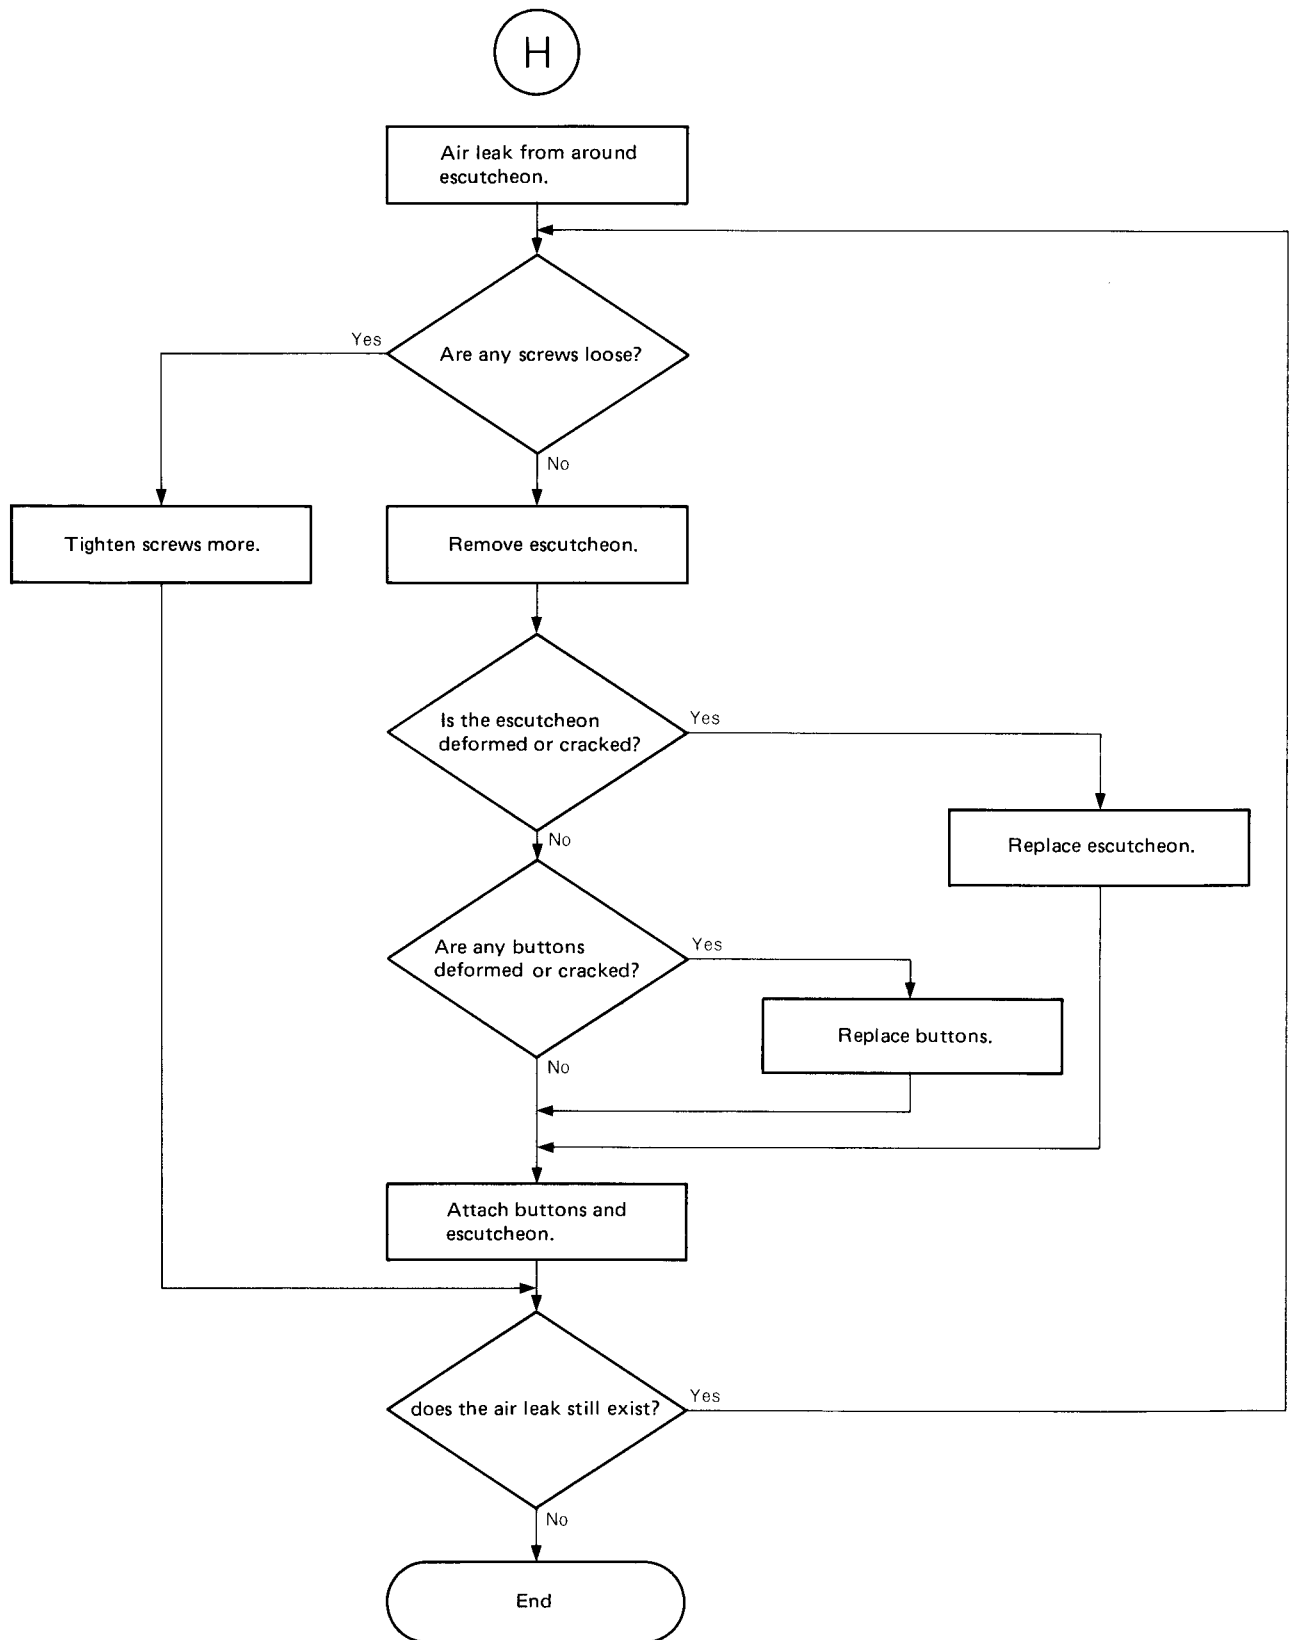 H
Air leak from around
escutcheon.
Yes
Are any screws loose?
No
Tighten screws more.
Remove escutcheon.
Is the escutcheon
deformed or cracked?
Yes
Replace escutcheon.
No
Are any buttons
deformed or cracked?
Yes
Replace buttons.
No
Attach buttons and
escutcheon.
does the air leak still exist?
Yes
No
End